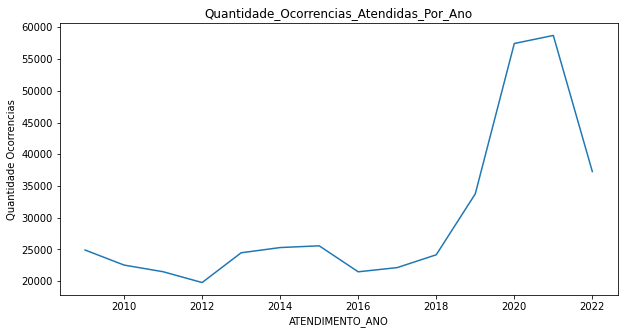 Quantidade_Ocorrencias_Atendidas_Por_Ano
60000
55000
50000
45000
40000
35000
30000
25000
20000
Quantidade Ocorrencias
2010 2012 2014 2016 2018 2020 2022
ATENDIMENTO_ANO